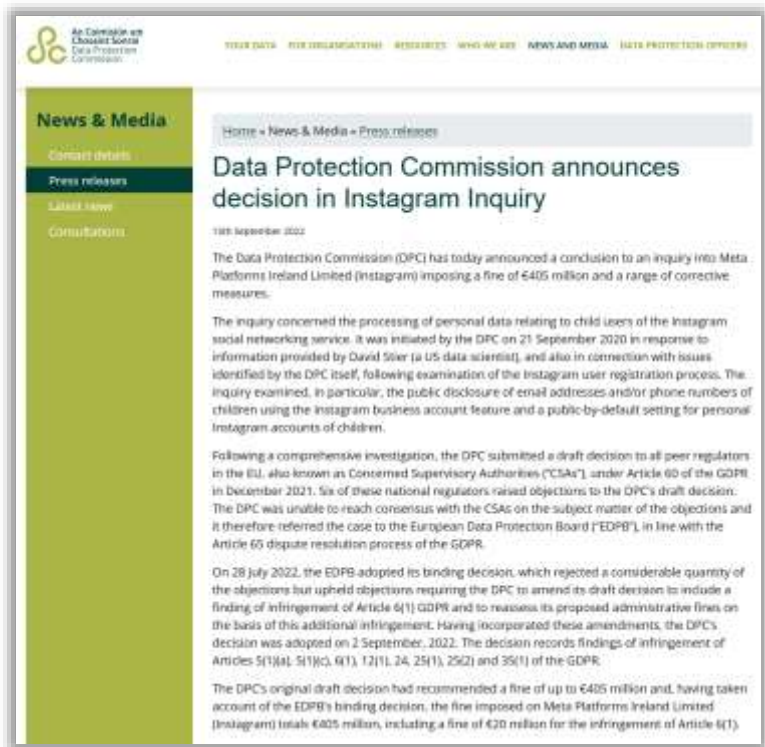 An Coimisiún um
Chosaint Sonraí
Data Protection
Commission
YOUR DATA FOR ORGANISATIONS RESOURCES WHO WE ARE NEWS AND MEDIA DATA PROTECTION OFFICERS
News & Media
Contact details
Press releases
Latest news
Consultations
Home » News & Media » Press releases
Data Protection Commission announces
decision in Instagram Inquiry
15th September 2022
The Data Protection Commission (DPC) has today announced a conclusion to an inquiry into Meta
Platforms Ireland Limited (Instagram) imposing a fine of €405 million and a range of corrective
measures.
The inquiry concerned the processing of personal data relating to child users of the Instagram
social networking service. It was initiated by the DPC on 21 September 2020 in response to
information provided by David Stier (a US data scientist), and also in connection with issues
identified by the DPC itself, following examination of the Instagram user registration process. The
inquiry examined, in particular, the public disclosure of email addresses and/or phone numbers of
children using the Instagram business account feature and a public-by-default setting for personal
Instagram accounts of children.
Following a comprehensive investigation, the DPC submitted a draft decision to all peer regulators
in the EU, also known as Concerned Supervisory Authorities ("CSAs"), under Article 60 of the GDPR
in December 2021. Six of these national regulators raised objections to the DPC's draft decision.
The DPC was unable to reach consensus with the CSAs on the subject matter of the objections and
it therefore referred the case to the European Data Protection Board ("EDPB"), in line with the
Article 65 dispute resolution process of the GDPR.
On 28 July 2022, the EDPB adopted its binding decision, which rejected a considerable quantity of
the objections but upheld objections requiring the DPC to amend its draft decision to include a
finding of infringement of Article 6(1) GDPR and to reassess its proposed administrative fines on
the basis of this additional infringement. Having incorporated these amendments, the DPC's
decision was adopted on 2 September, 2022. The decision records findings of infringement of
Articles 5(1)(a), 5(1)(c), 6(1), 12(1), 24, 25(1), 25(2) and 35(1) of the GDPR.
The DPC's original draft decision had recommended a fine of up to €405 million and, having taken
account of the EDPB's binding decision, the fine imposed on Meta Platforms Ireland Limited
(Instagram) totals €405 million, including a fine of €20 million for the infringement of Article 6(1).